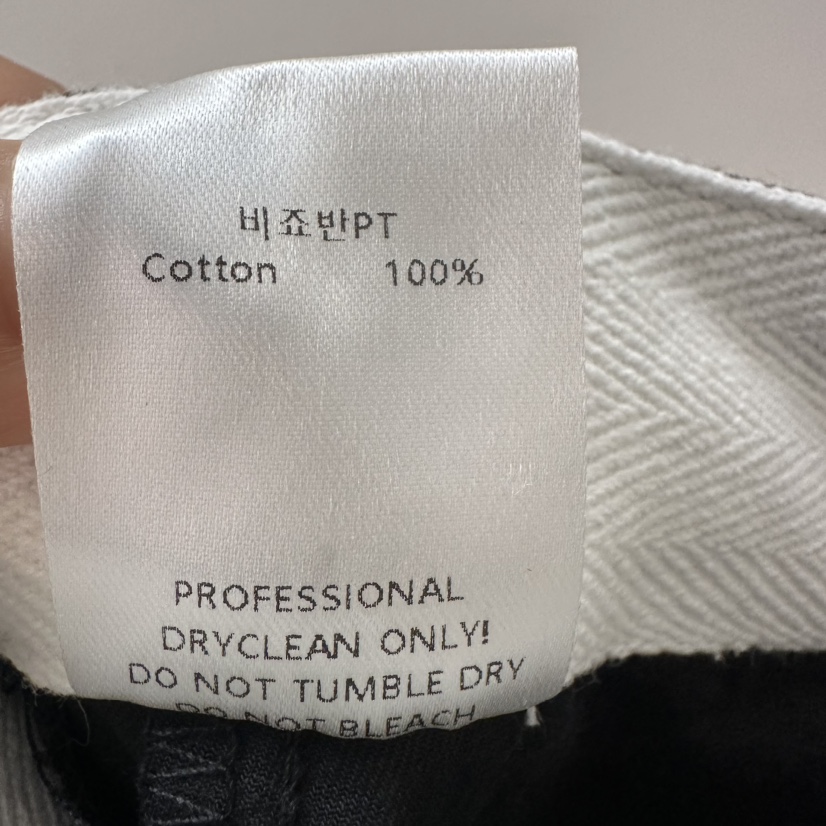 비죠반PT
Cotton 100%
PROFESSIONAL
DRYCLEAN ONLY!
DO NOT TUMBLE DRY
DO NOT BLEACH